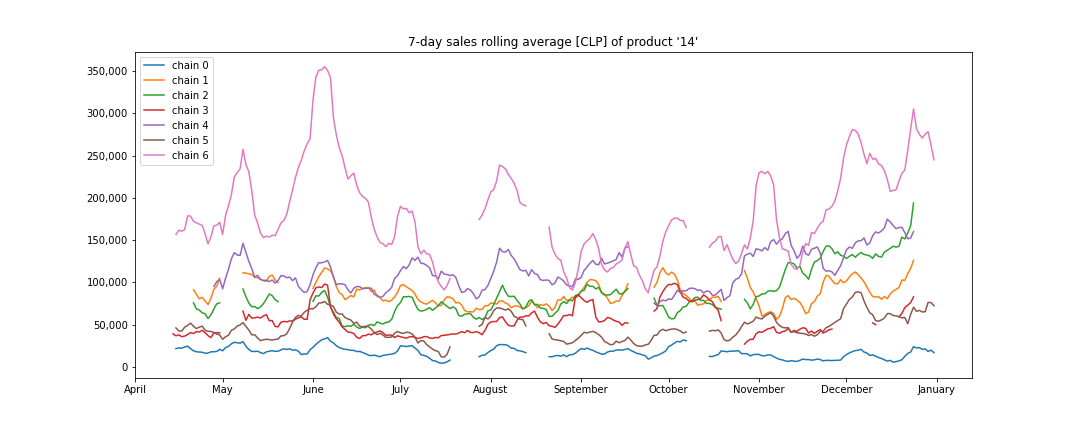 7-day sales rolling average [CLP] of product '14'
350,000
300,000
250,000
200,000
150,000
100,000
50,000
0
chain 0
chain 1
chain 2
chain 3
chain 4
chain 5
chain 6
April May June July August September October November December January